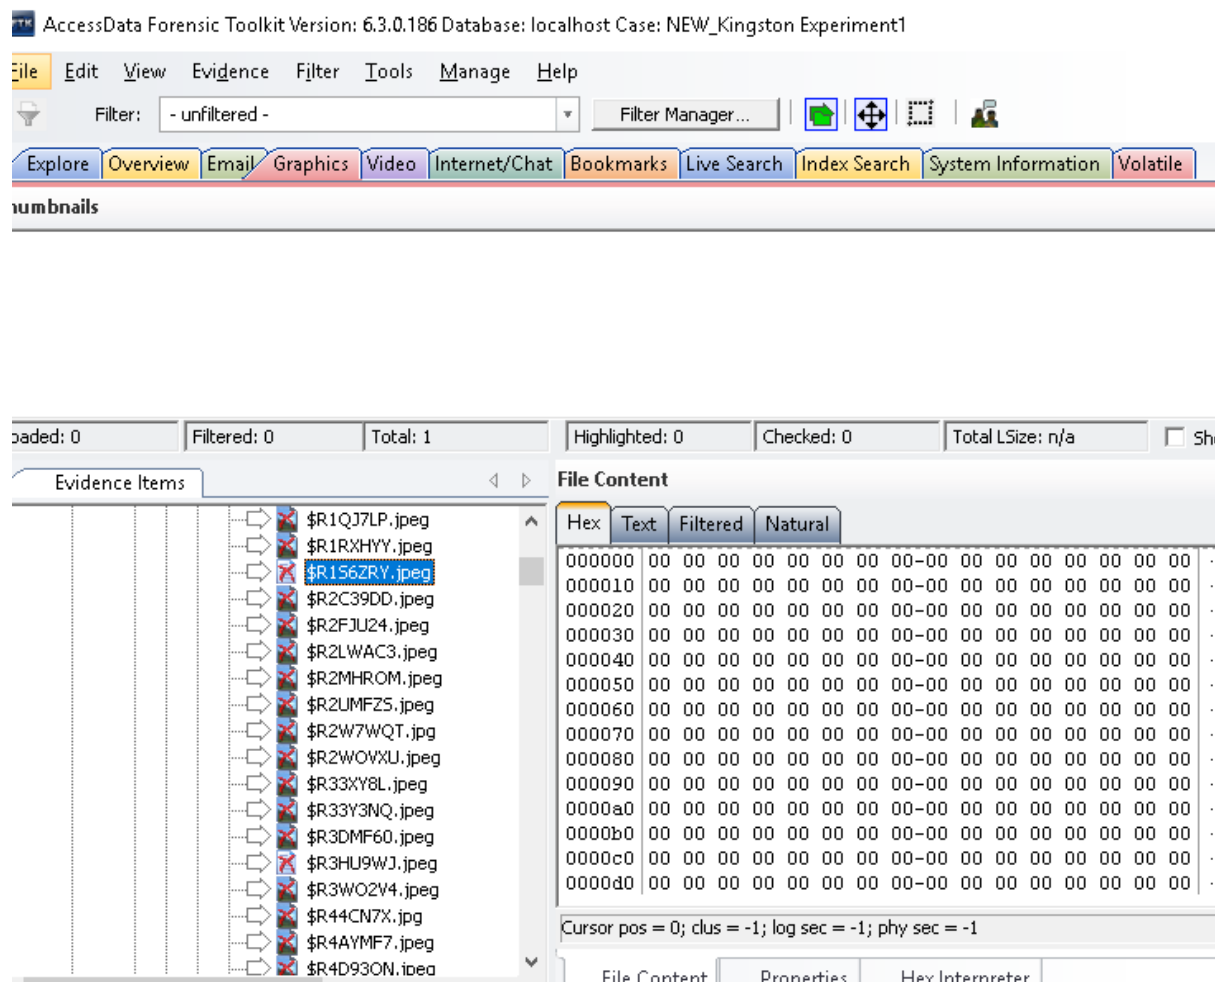 AccessData Forensic Toolkit Version: 6.3.0.186 Database: localhost Case: NEW_Kingston Experiment1
File Edit View Evidence Filter Tools Manage Help
Filter: - unfiltered - Filter Manager...
Explore Overview Email Graphics Video Internet/Chat Bookmarks Live Search Index Search System Information Volatile
humbnails
oaded: 0 Filtered: 0 Total: 1 Highlighted: 0 Checked: 0 Total LSize: n/a Sh
Evidence Items
$R1QJ7LP.jpeg
$R1RXHYY.jpeg
$R1S6ZRY.jpeg
$R2C39DD.jpeg
$R2FJU24.jpeg
$R2LWAC3.jpeg
$R2MHROM.jpeg
$R2UMFZS.jpeg
$R2W7WQT.jpg
$R2WOVXU.jpeg
$R33XY8L.jpeg
$R33Y3NQ.jpeg
$R3DMF60.jpeg
$R3HU9WJ.jpeg
$R3WO2V4.jpeg
$R44CN7X.jpg
$R4AYMF7.jpeg
$R4D93ON.jpeg
File Content
Hex Text Filtered Natural
000000 00 00 00 00 00 00 00 00-00 00 00 00 00 00 00 00
000010 00 00 00 00 00 00 00 00-00 00 00 00 00 00 00 00
000020 00 00 00 00 00 00 00 00-00 00 00 00 00 00 00 00
000030 00 00 00 00 00 00 00 00-00 00 00 00 00 00 00 00
000040 00 00 00 00 00 00 00 00-00 00 00 00 00 00 00 00
000050 00 00 00 00 00 00 00 00-00 00 00 00 00 00 00 00
000060 00 00 00 00 00 00 00 00-00 00 00 00 00 00 00 00
000070 00 00 00 00 00 00 00 00-00 00 00 00 00 00 00 00
000080 00 00 00 00 00 00 00 00-00 00 00 00 00 00 00 00
000090 00 00 00 00 00 00 00 00-00 00 00 00 00 00 00 00
0000a0 00 00 00 00 00 00 00 00-00 00 00 00 00 00 00 00
0000b0 00 00 00 00 00 00 00 00-00 00 00 00 00 00 00 00
0000c0 00 00 00 00 00 00 00 00-00 00 00 00 00 00 00 00
0000d0 00 00 00 00 00 00 00 00-00 00 00 00 00 00 00 00
Cursor pos = 0; clus = -1; log sec = -1; phy sec = -1
File Content Properties Hex Interpreter